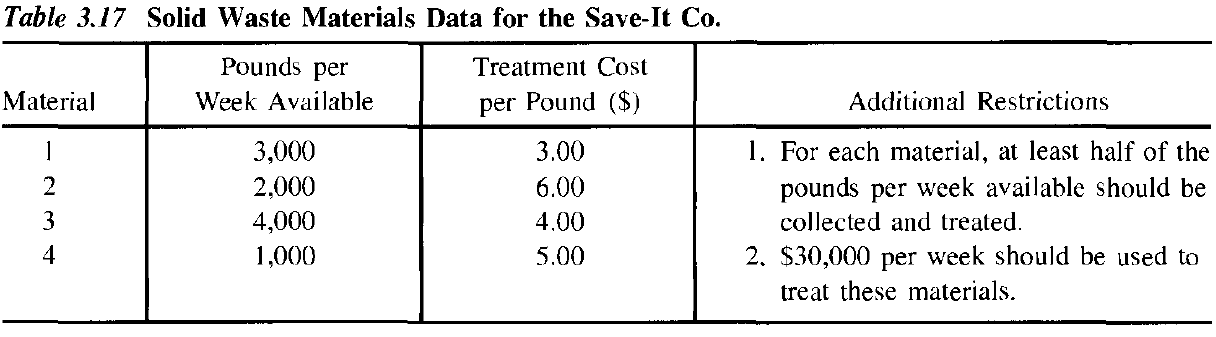 Table 3.17 Solid Waste Materials Data for the Save-It Co.
Material
Pounds per
Week Available
Treatment Cost
per Pound ($)
Additional Restrictions
1 3,000 3.00 1. For each material, at least half of the
2 2,000 6.00 pounds per week available should be
3 4,000 4.00 collected and treated.
4 1,000 5.00 2. $30,000 per week should be used to
treat these materials.